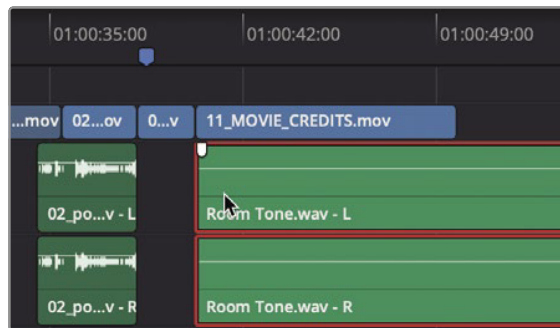 01:00:35:00 01:00:42:00 01:00:49:00
...mov 02...ov 0...v 11_MOVIE_CREDITS.mov
02_po...v - L Room Tone.wav - L
02_po...v - R Room Tone.wav - R